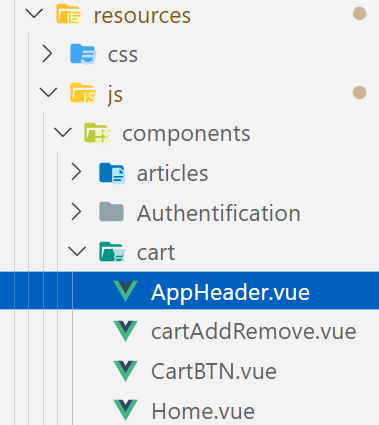 resources
css
js
components
articles
Authentification
cart
AppHeader.vue
cartAddRemove.vue
CartBTN.vue
Home.vue